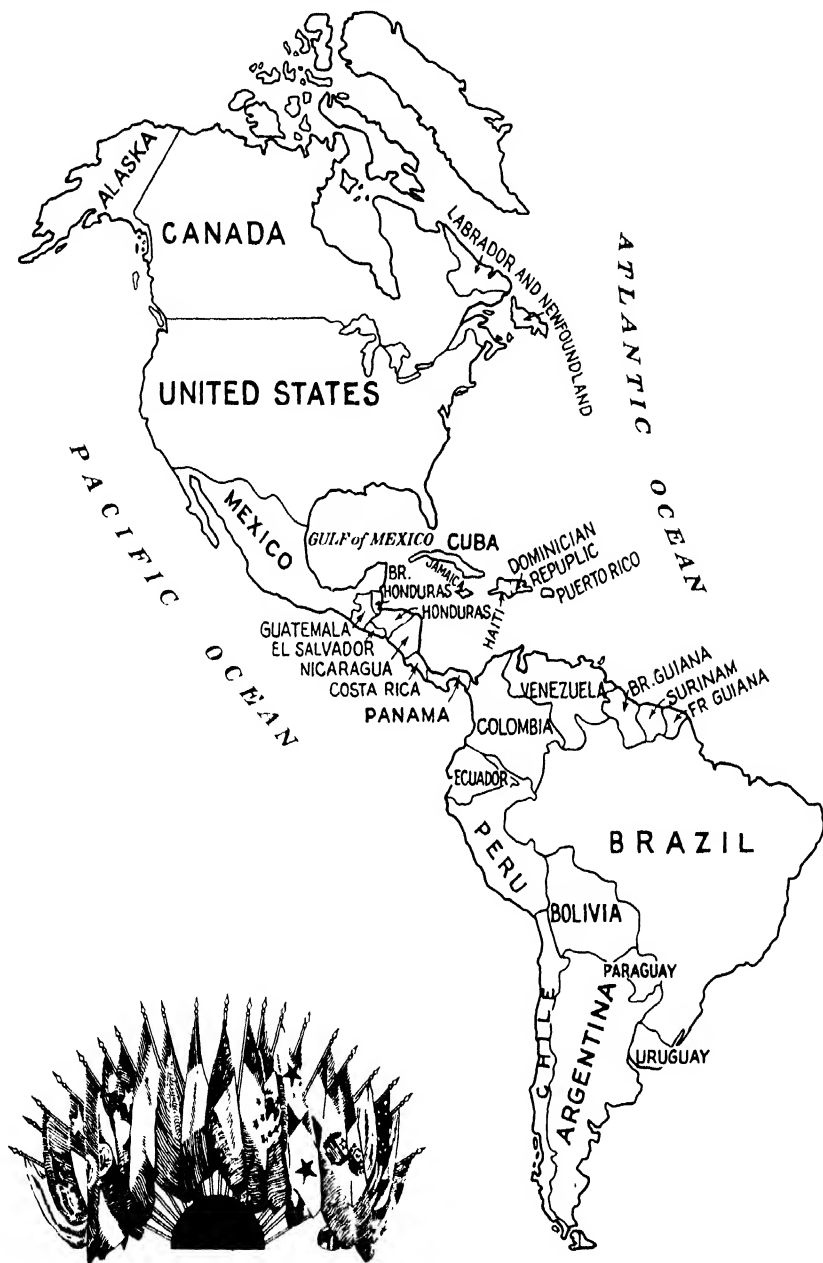 ALASKA
CANADA
LABRADOR AND NEWFOUNDLAND
ATLANTIC OCEAN
UNITED STATES
PACIFIC OCEAN
MEXICO
GULF of MEXICO
CUBA
JAMAICA
DOMINICIAN
REPUPLIC
PUERTO RICO
HAITI
BR.
HONDURAS
HONDURAS
GUATEMALA
EL SALVADOR
NICARAGUA
COSTA RICA
PANAMA
VENEZUELA
BR. GUIANA
SURINAM
FR GUIANA
COLOMBIA
ECUADOR
PERU
BRAZIL
BOLIVIA
PARAGUAY
CHILE
ARGENTINA
URUGUAY